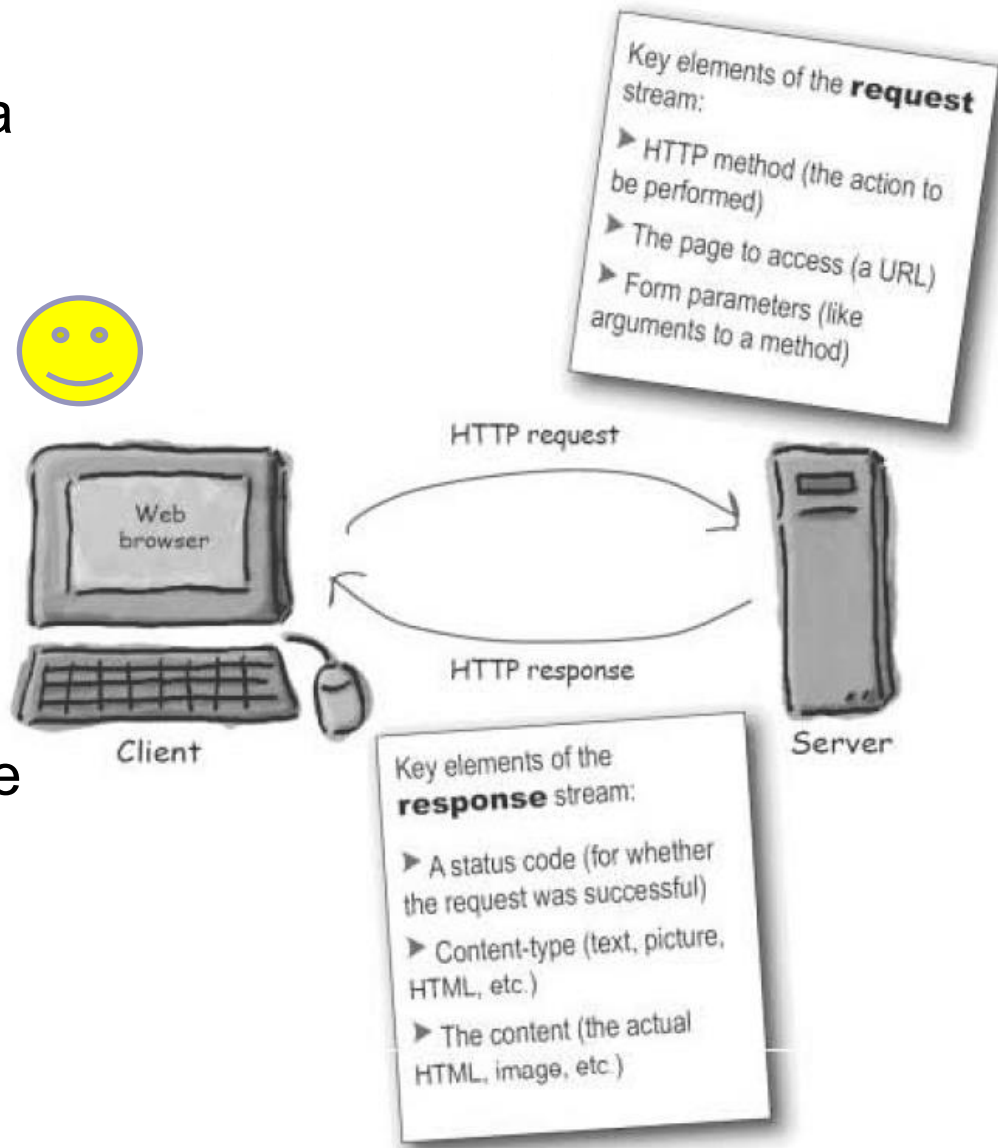 a
Key elements of the request
stream:
➤ HTTP method (the action to
be performed)
➤ The page to access (a URL)
➤ Form parameters (like
arguments to a method)
HTTP request
Web
browser
HTTP response
Client
Server
e
Key elements of the
response stream:
➤ A status code (for whether
the request was successful)
➤ Content-type (text, picture,
HTML, etc.)
➤ The content (the actual
HTML, image, etc.)